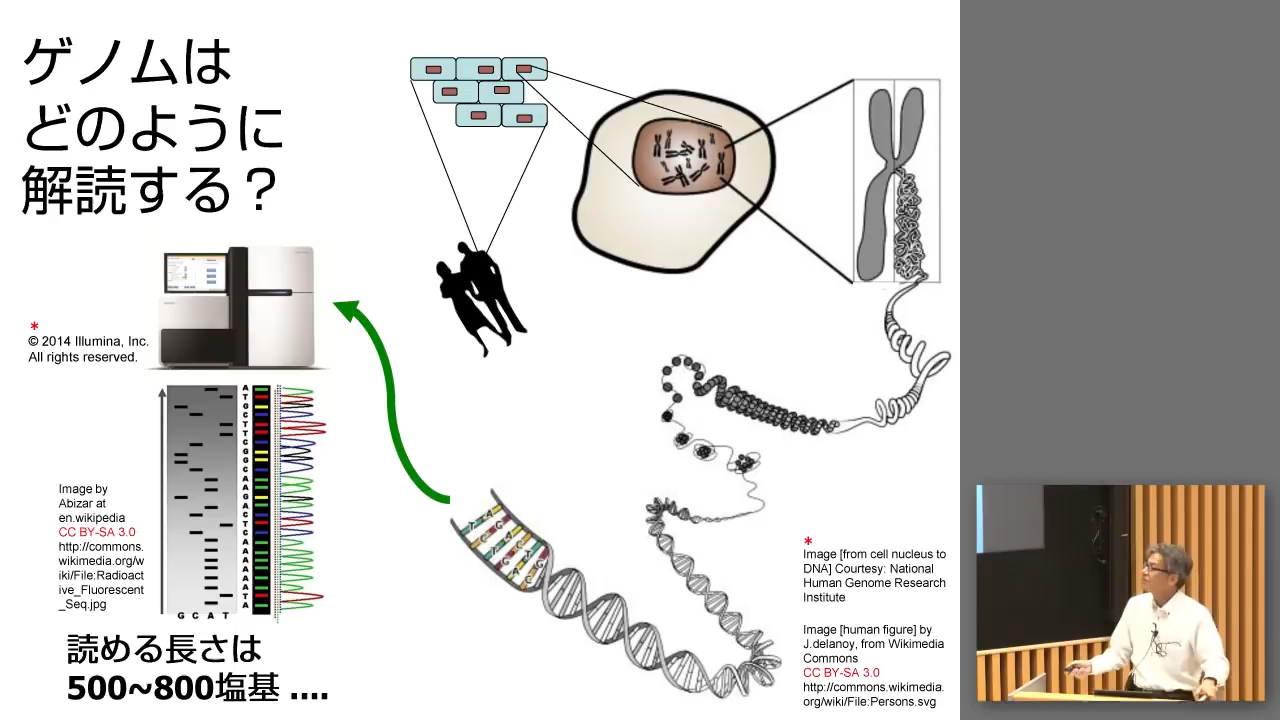 ゲノムは
どのように
解読する？
*
© 2014 Illumina, Inc.
All rights reserved.
A
T
G
C
T
T
C
G
G
C
A
A
G
A
C
T
C
A
A
A
A
A
A
T
A
G C A T
Image by
Abizar at
en.wikipedia
CC BY-SA 3.0
http://commons.
wikimedia.org/w
iki/File:Radioact
ive_Fluorescent
_Seq.jpg
読める長さは
500~800塩基 ....
*
Image [from cell nucleus to
DNA] Courtesy: National
Human Genome Research
Institute
Image [human figure] by
J.delanoy, from Wikimedia
Commons
CC BY-SA 3.0
http://commons.wikimedia.
org/wiki/File:Persons.svg